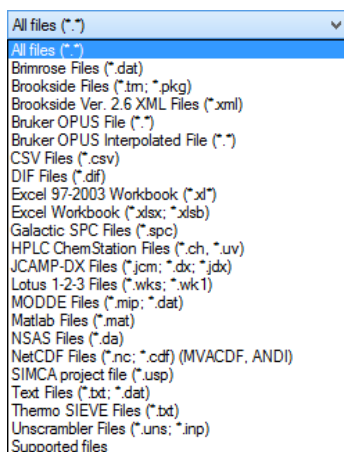 All files (*.*)
All files (*.*)
Brimrose Files (*.dat)
Brookside Files (*.trn; *.pkg)
Brookside Ver. 2.6 XML Files (*.xml)
Bruker OPUS File (*.*)
Bruker OPUS Interpolated File (*.*)
CSV Files (*.csv)
DIF Files (*.dif)
Excel 97-2003 Workbook (*.xl*)
Excel Workbook (*.xlsx; *.xlsb)
Galactic SPC Files (*.spc)
HPLC ChemStation Files (*.ch, *.uv)
JCAMP-DX Files (*.jcm; *.dx; *.jdx)
Lotus 1-2-3 Files (*.wks; *.wk1)
MODDE Files (*.mip; *.dat)
Matlab Files (*.mat)
NSAS Files (*.da)
NetCDF Files (*.nc; *.cdf) (MVACDF, ANDI)
SIMCA project file (*.usp)
Text Files (*.txt; *.dat)
Thermo SIEVE Files (*.txt)
Unscrambler Files (*.uns; *.inp)
Supported files